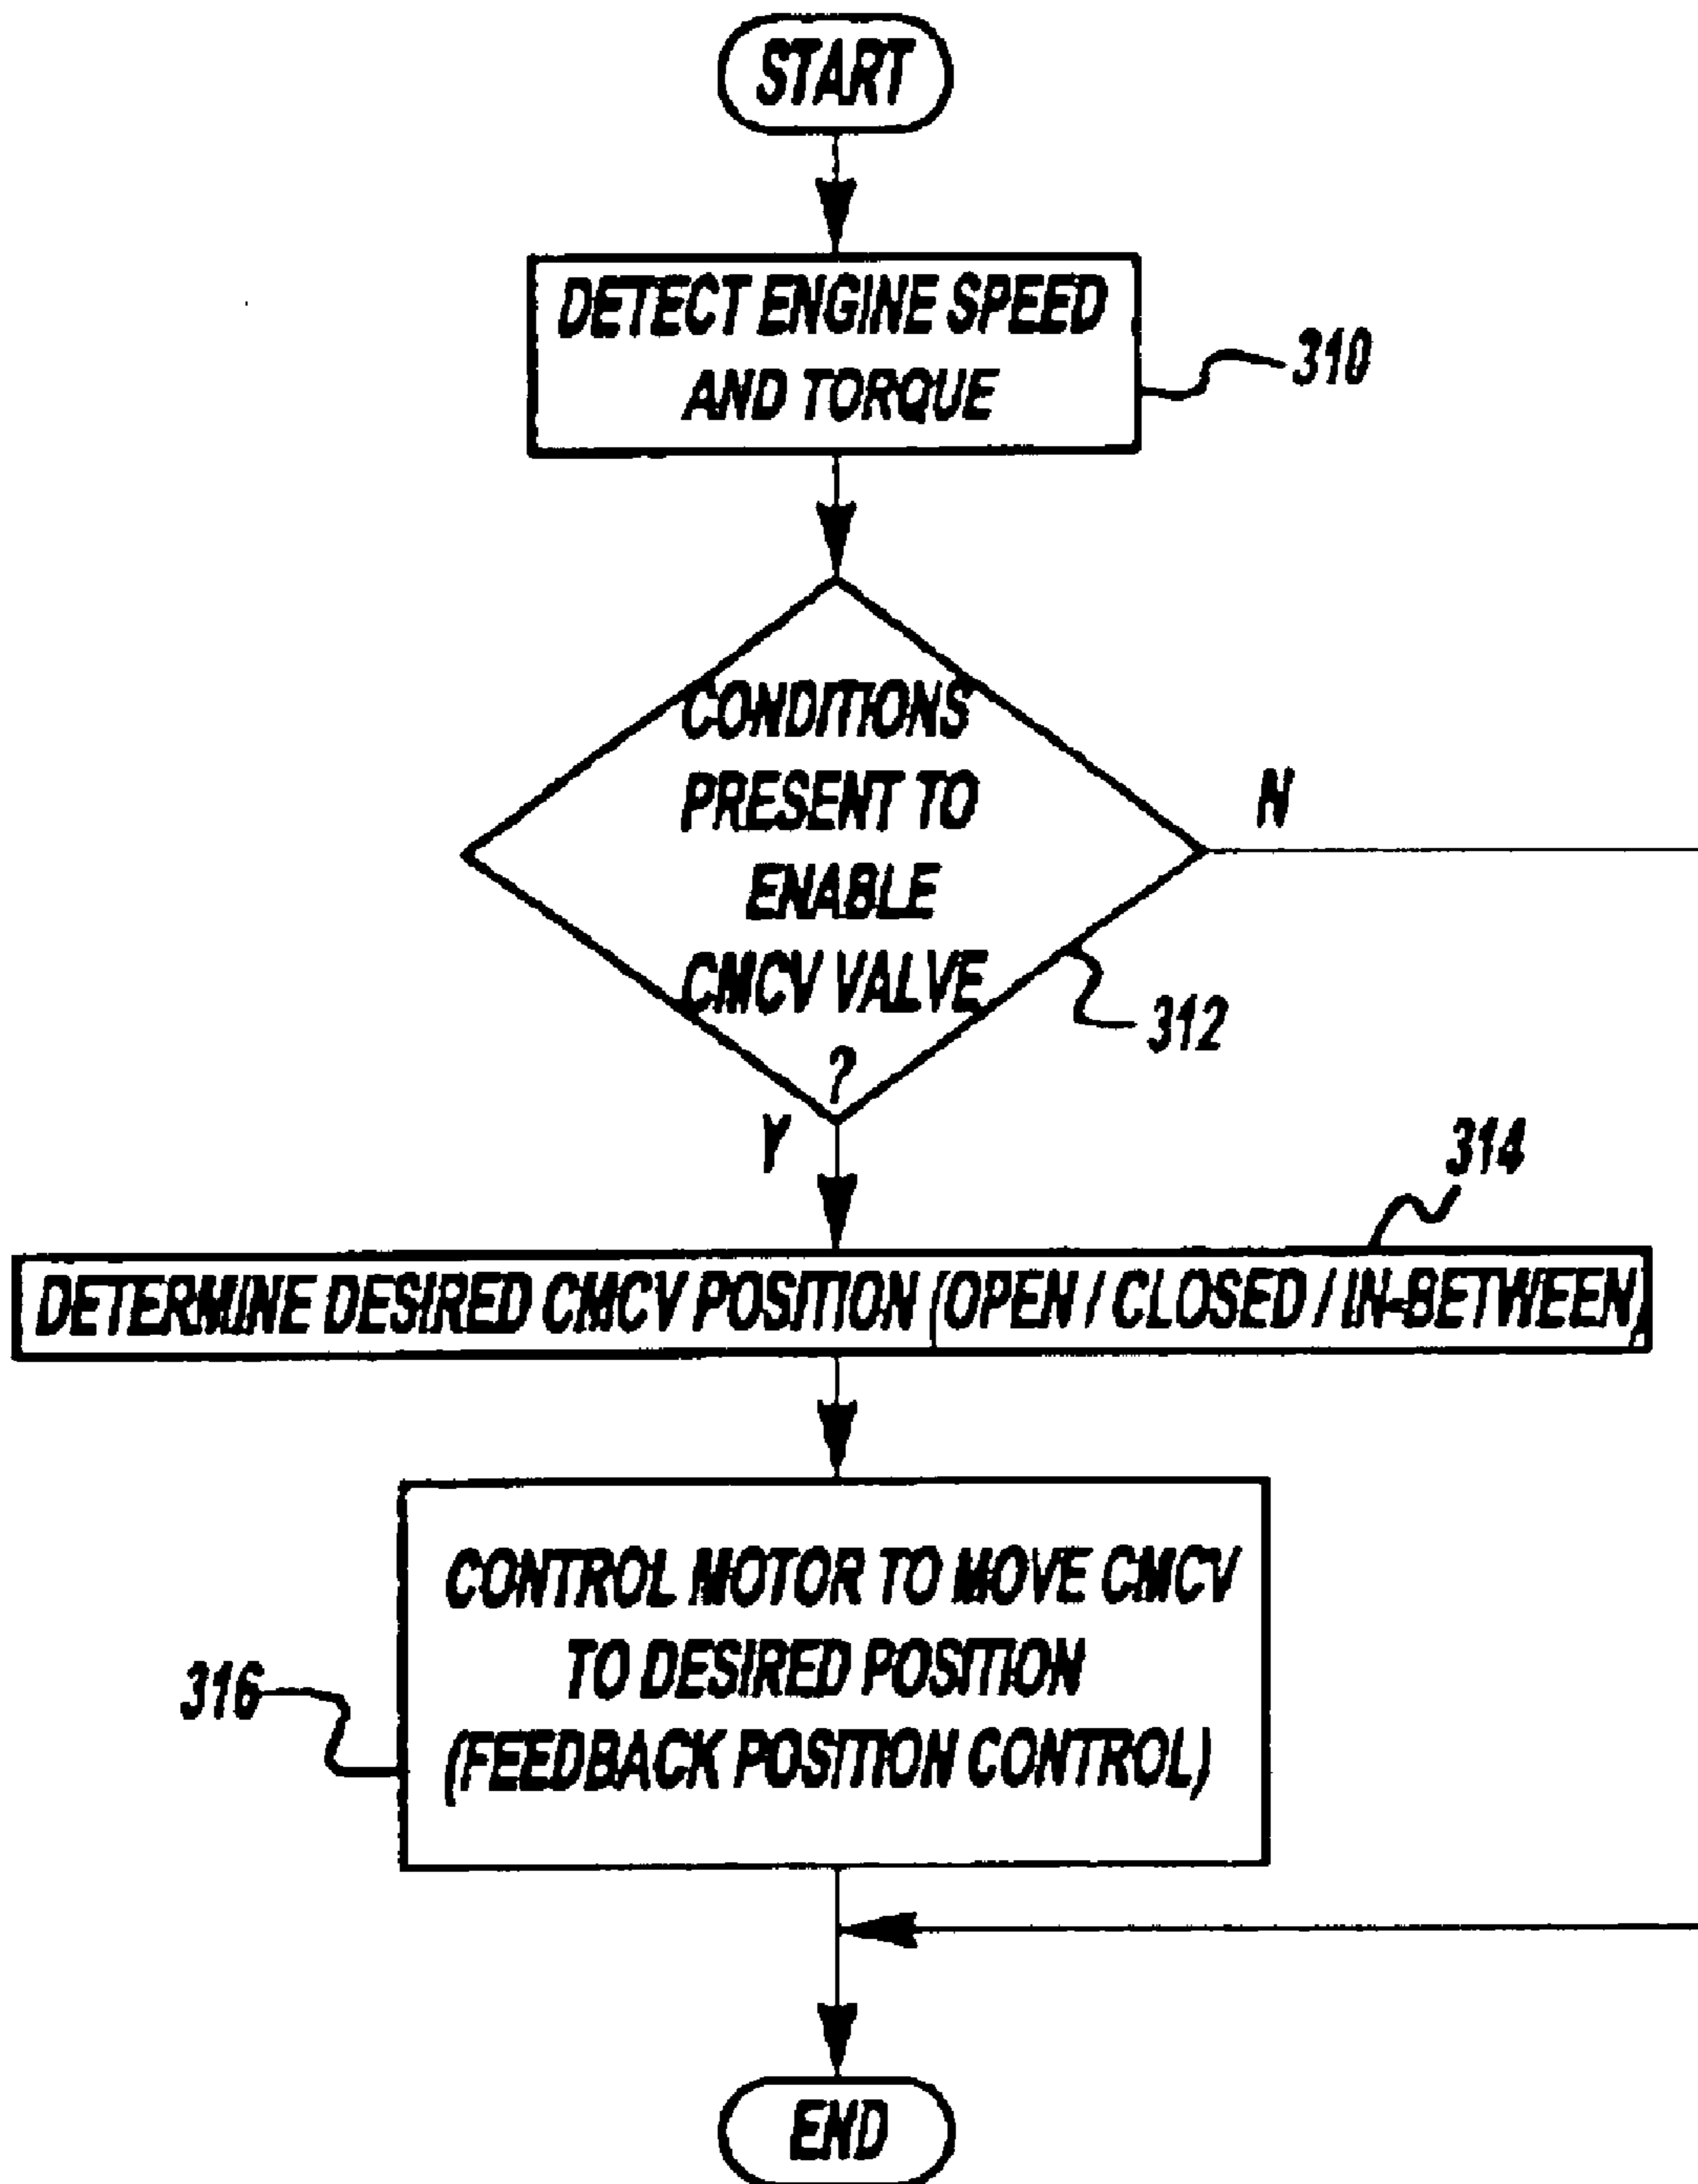 START
DETECT ENGINE SPEED
AND TORQUE
310
CONDITIONS
PRESENT TO
ENABLE
CMCV VALVE
?
N
312
Y
314
DETERMINE DESIRED CMCV POSITION (OPEN / CLOSED / IN-BETWEEN)
CONTROL MOTOR TO MOVE CMCV
TO DESIRED POSITION
(FEEDBACK POSITION CONTROL)
316
END